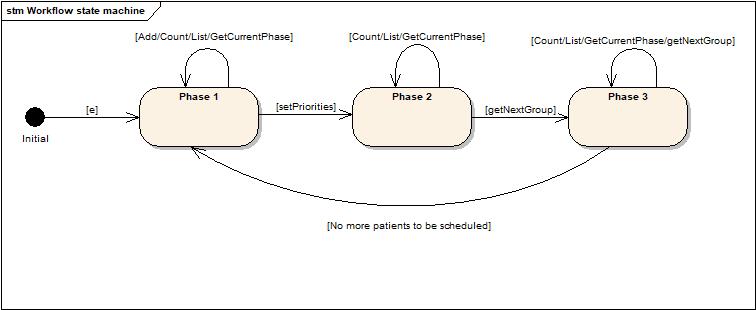 stm Workflow state machine
[Add/Count/List/GetCurrentPhase]
[Count/List/GetCurrentPhase]
[Count/List/GetCurrentPhase/getNextGroup]
Phase 1
Phase 2
Phase 3
[e]
[setPriorities]
[getNextGroup]
Initial
[No more patients to be scheduled]